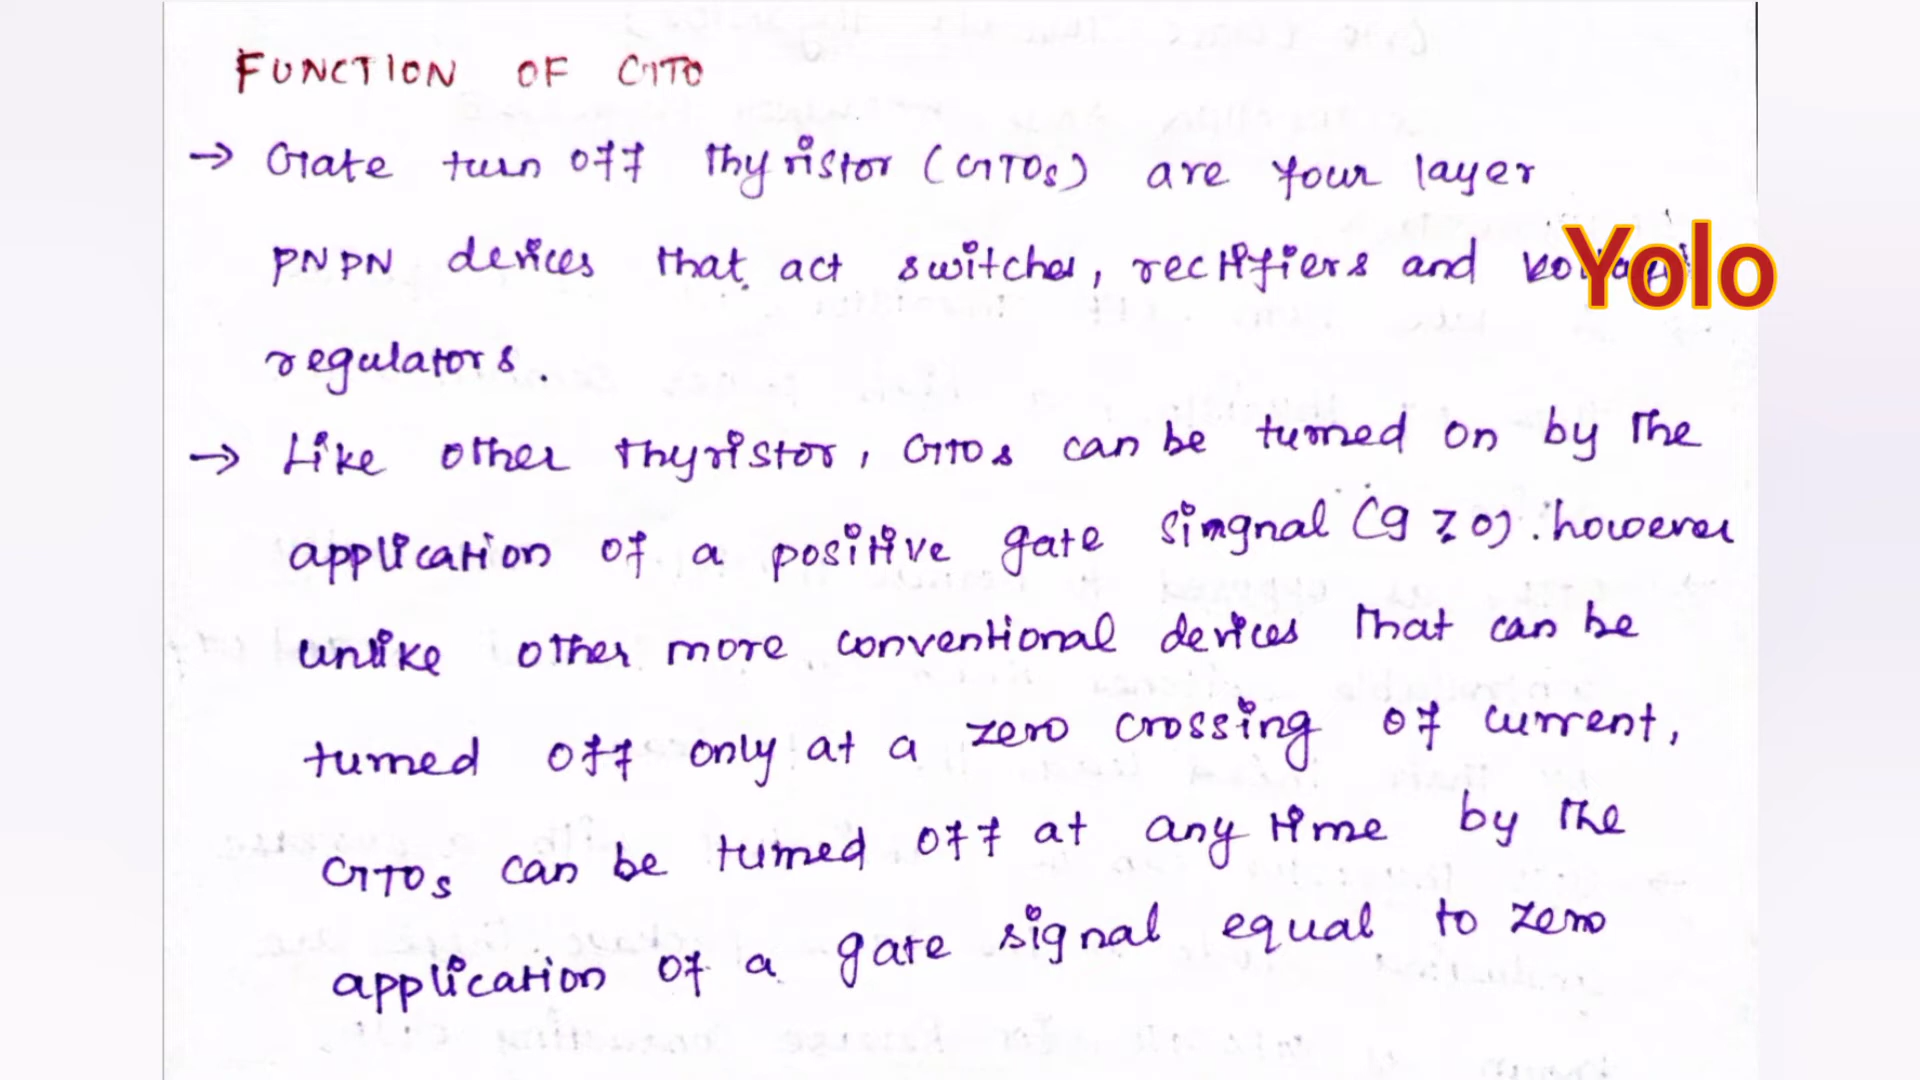 FUNCTION OF GTO
→ Gate turn off thyristor (GTOs) are four layer
PNPN devices that act switches, rectifiers and
Yolo
regulators.
→ Like other thyristor, GTOs can be turned on by the
application of a positive gate singnal (g > 0). however
unlike other more conventional devices that can be
turned off only at a zero crossing of current,
GTOs can be turned off at any time by the
application of a gate signal equal to zero